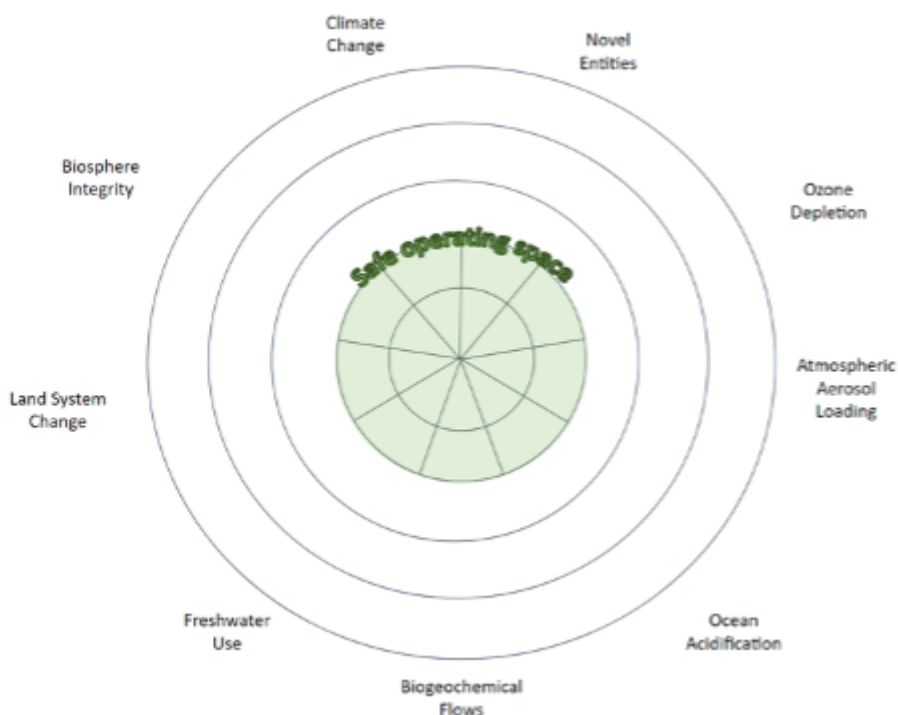 Climate
Change
Novel
Entities
Biosphere
Integrity
Ozone
Depletion
Safe operating space
Land System
Change
Atmospheric
Aerosol
Loading
Freshwater
Use
Ocean
Acidification
Biogeochemical
Flows